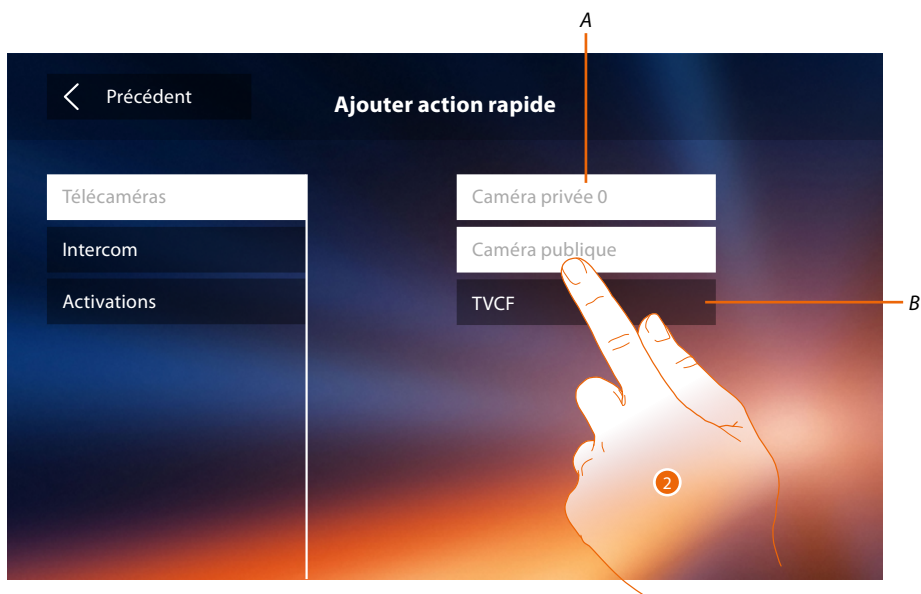 A
Précédent
Ajouter action rapide
Télécaméras
Caméra privée 0
Intercom
Caméra publique
Activations
TVCF
B
2